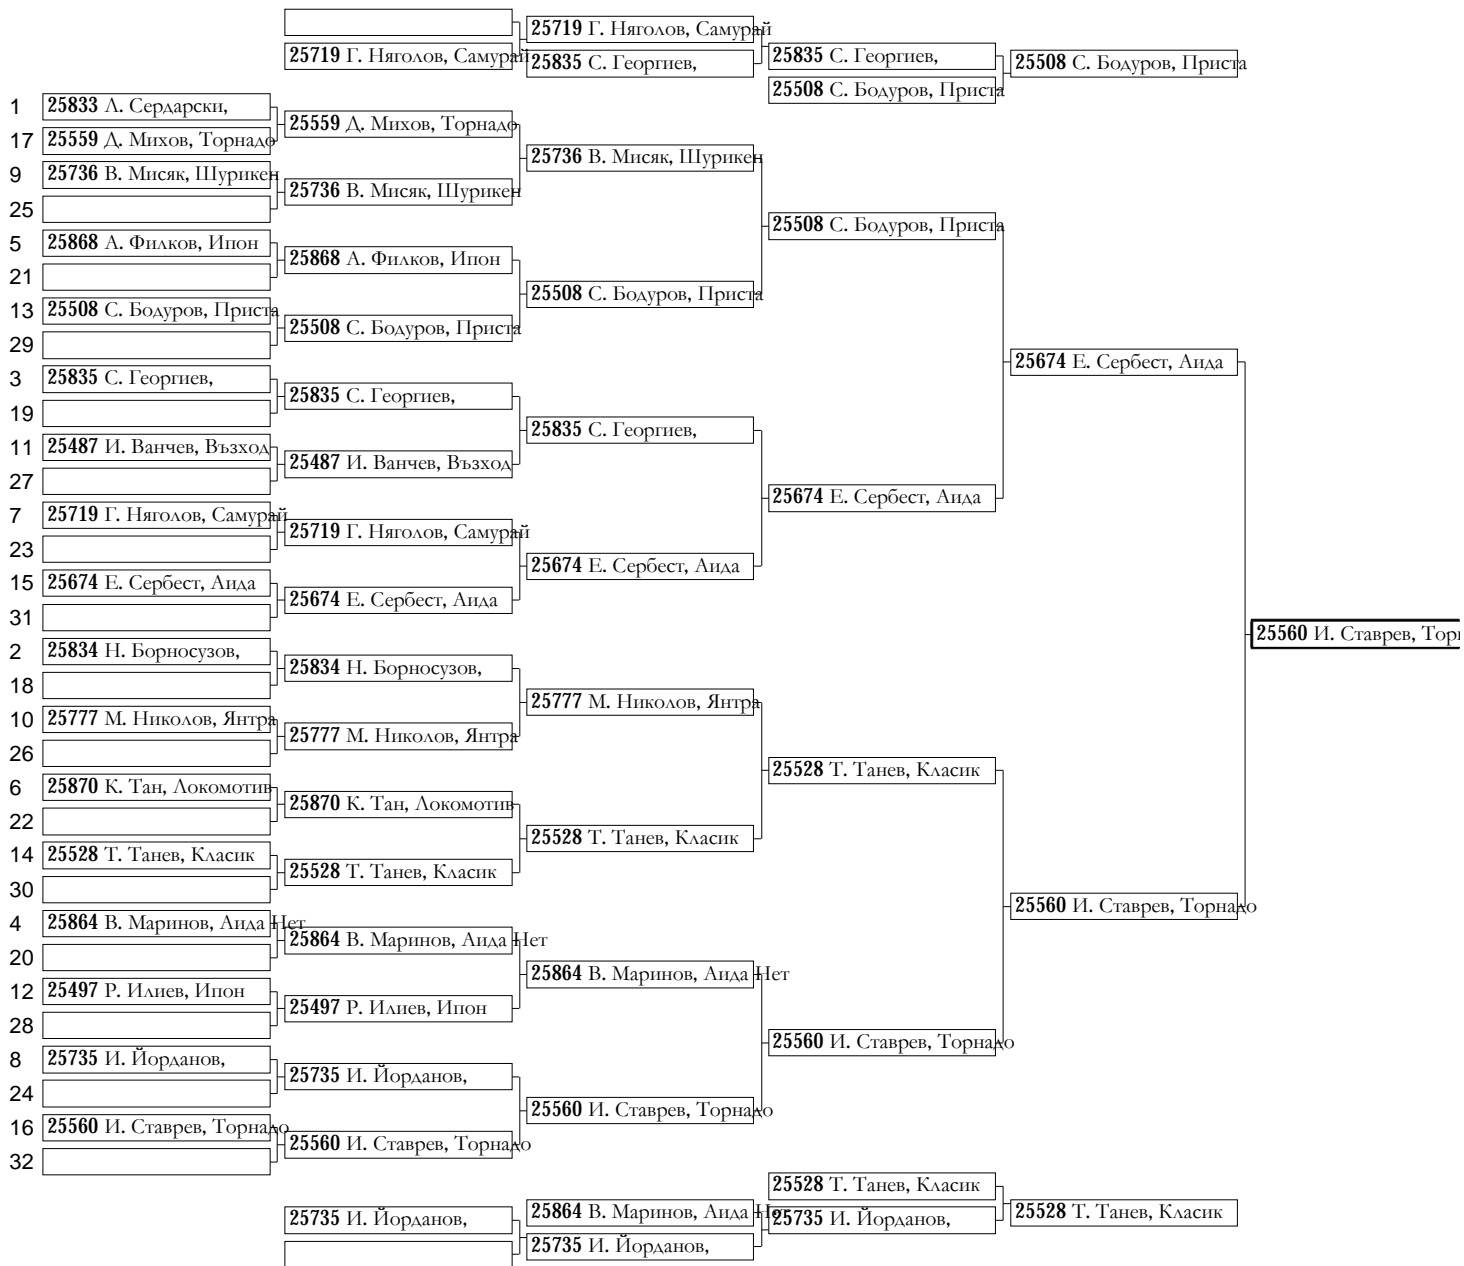 25719 Г. Няголов, Самурай
25719 Г. Няголов, Самурай
25835 С. Георгиев,
25835 С. Георгиев,
25508 С. Бодуров, Приста
25508 С. Бодуров, Приста
1 25833 Л. Сердарски,
25559 Д. Михов, Торнадо
17 25559 Д. Михов, Торнадо
25736 В. Мисяк, Шурикен
9 25736 В. Мисяк, Шурикен
25736 В. Мисяк, Шурикен
25
25508 С. Бодуров, Приста
5 25868 А. Филков, Ипон
25868 А. Филков, Ипон
21
25508 С. Бодуров, Приста
13 25508 С. Бодуров, Приста
25508 С. Бодуров, Приста
29
25674 Е. Сербест, Аида
3 25835 С. Георгиев,
25835 С. Георгиев,
19
25835 С. Георгиев,
11 25487 И. Ванчев, Възход
25487 И. Ванчев, Възход
27
25674 Е. Сербест, Аида
7 25719 Г. Няголов, Самурай
25719 Г. Няголов, Самурай
23
25674 Е. Сербест, Аида
15 25674 Е. Сербест, Аида
25674 Е. Сербест, Аида
31
25560 И. Ставрев,
2 25834 Н. Борносузов,
25834 Н. Борносузов,
18
25777 М. Николов, Янтра
10 25777 М. Николов, Янтра
25777 М. Николов, Янтра
26
25528 Т. Танев, Класик
6 25870 К. Тан, Локомотив
25870 К. Тан, Локомотив
22
25528 Т. Танев, Класик
14 25528 Т. Танев, Класик
25528 Т. Танев, Класик
30
25560 И. Ставрев, Торнадо
4 25864 В. Маринов, Аида Нет
25864 В. Маринов, Аида Нет
20
25864 В. Маринов, Аида Нет
12 25497 Р. Илиев, Ипон
25497 Р. Илиев, Ипон
28
25560 И. Ставрев, Торнадо
8 25735 И. Йорданов,
25735 И. Йорданов,
24
25560 И. Ставрев, Торнадо
16 25560 И. Ставрев, Торнадо
25560 И. Ставрев, Торнадо
32
25528 Т. Танев, Класик
25735 И. Йорданов,
25864 В. Маринов, Аида Нет
25735 И. Йорданов,
25528 Т. Танев, Класик
25735 И. Йорданов,